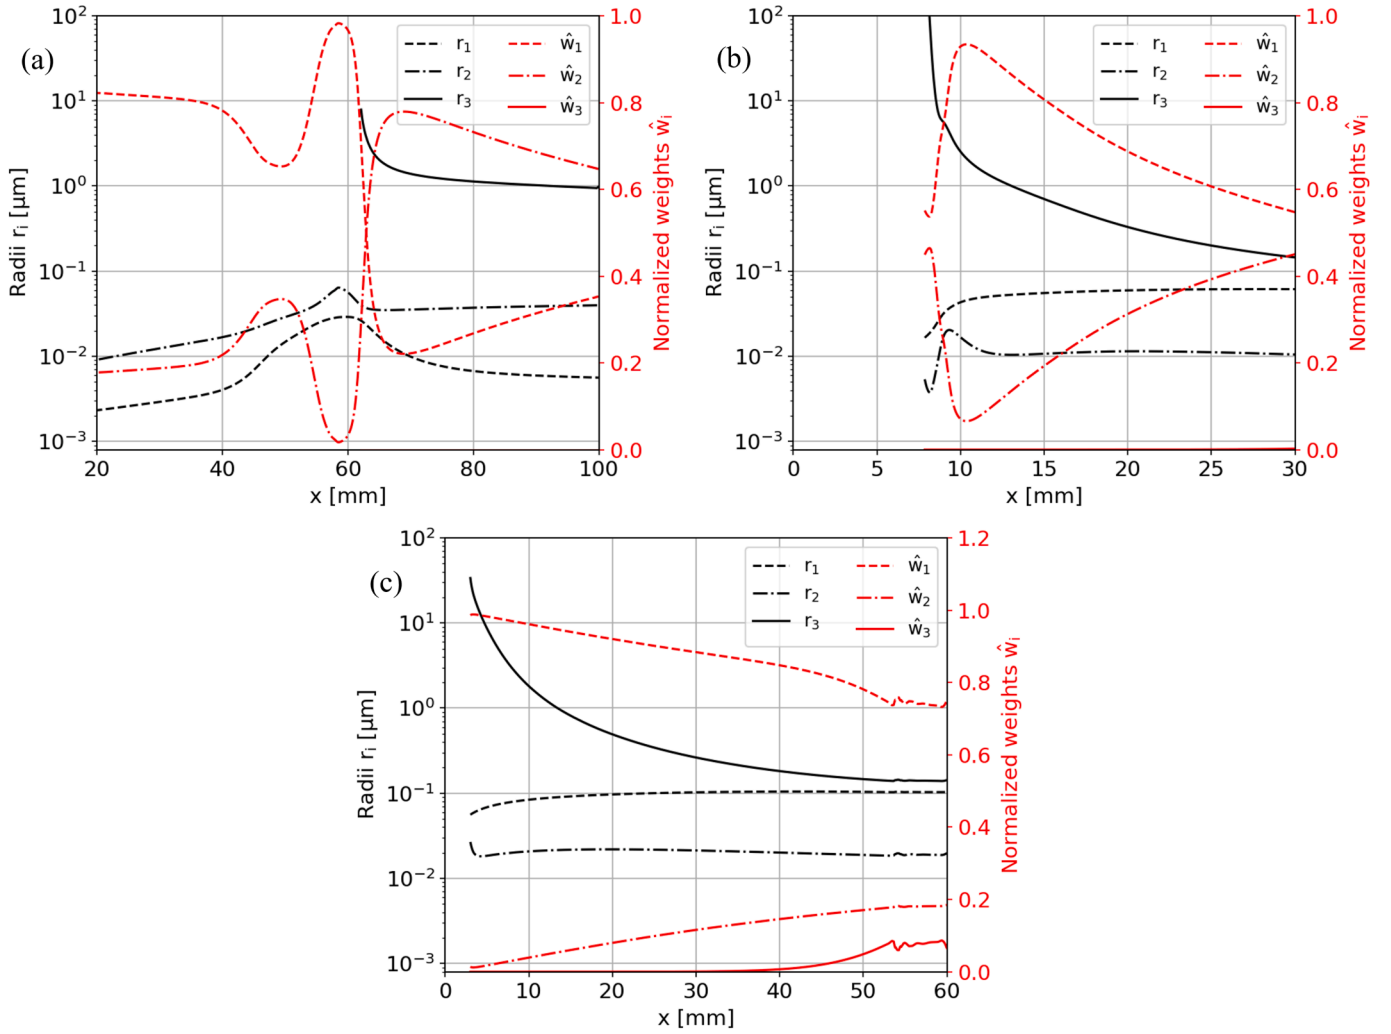 (a)
10²
10¹
10⁰
10⁻¹
10⁻²
10⁻³
Radii rᵢ [µm]
20 40 60 80 100
x [mm]
r₁ ŵ₁
r₂ ŵ₂
r₃ ŵ₃
1.0
0.8
0.6
0.4
0.2
0.0
Normalized weights ŵᵢ
(b)
10²
10¹
10⁰
10⁻¹
10⁻²
10⁻³
Radii rᵢ [µm]
0 5 10 15 20 25 30
x [mm]
r₁ ŵ₁
r₂ ŵ₂
r₃ ŵ₃
1.0
0.8
0.6
0.4
0.2
0.0
Normalized weights ŵᵢ
(c)
10²
10¹
10⁰
10⁻¹
10⁻²
10⁻³
Radii rᵢ [µm]
0 10 20 30 40 50 60
x [mm]
r₁ ŵ₁
r₂ ŵ₂
r₃ ŵ₃
1.2
1.0
0.8
0.6
0.4
0.2
0.0
Normalized weights ŵᵢ